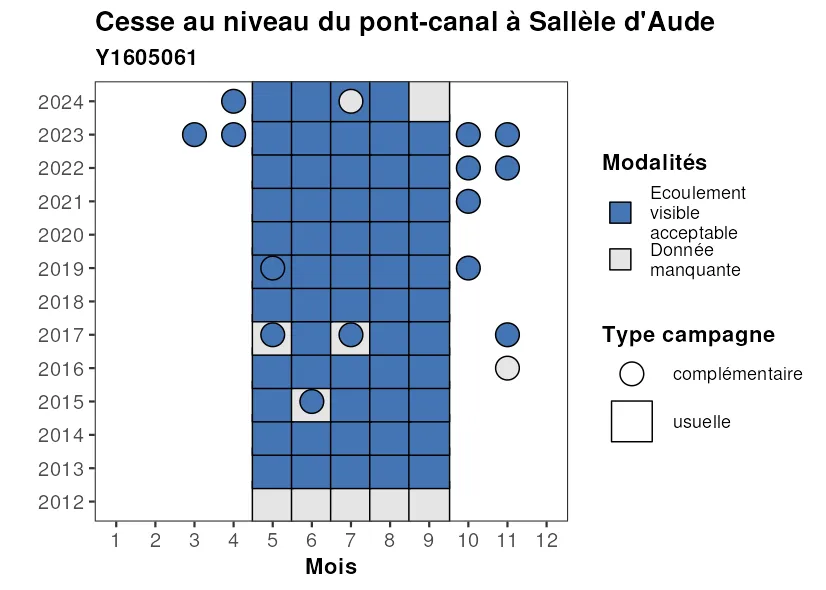 Cesse au niveau du pont-canal à Sallèle d'Aude
Y1605061
2024
2023
2022
2021
2020
2019
2018
2017
2016
2015
2014
2013
2012
1 2 3 4 5 6 7 8 9 10 11 12
Mois
Modalités
Ecoulement
visible
acceptable
Donnée
manquante
Type campagne
complémentaire
usuelle